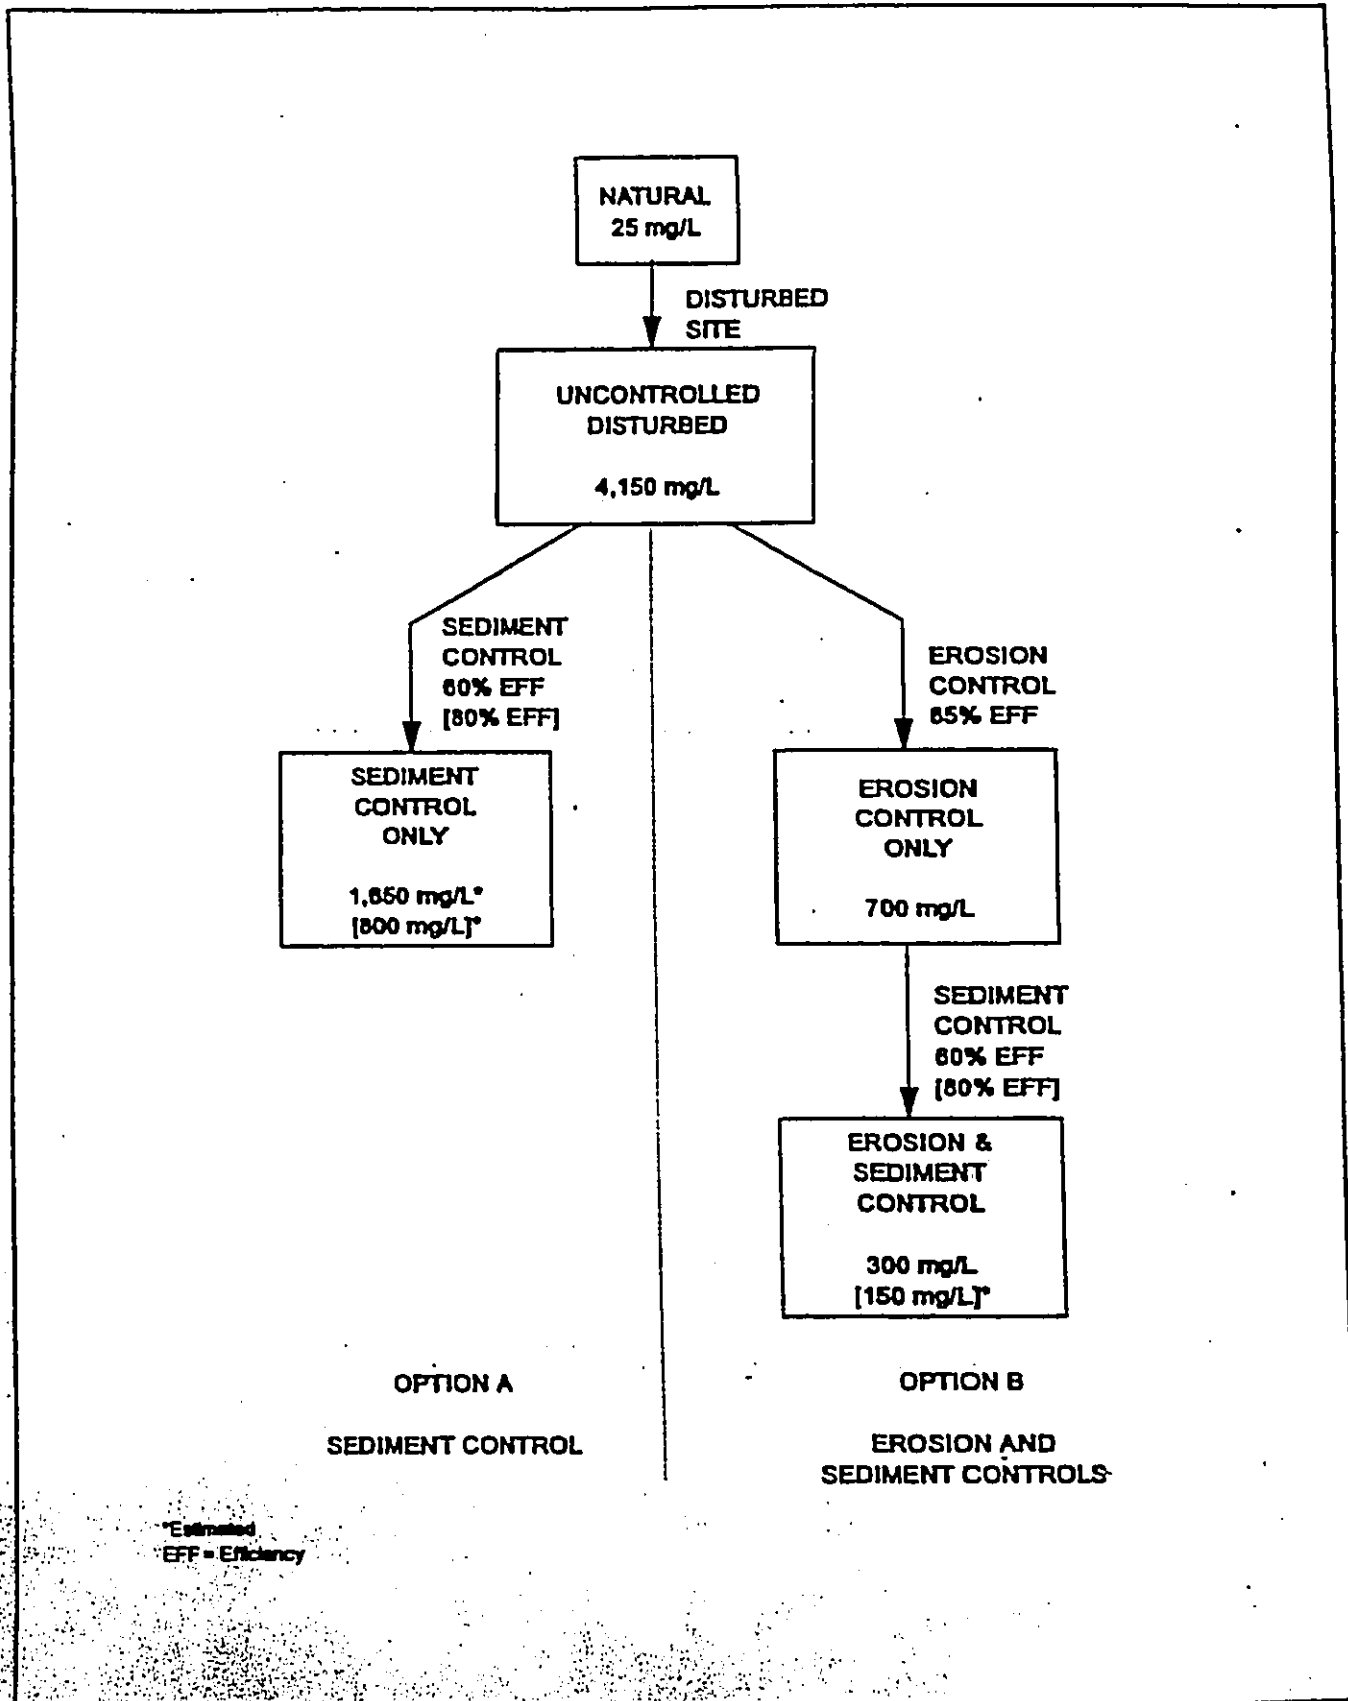 NATURAL
25 mg/L
DISTURBED
SITE
UNCONTROLLED
DISTURBED
4,150 mg/L
SEDIMENT
CONTROL
60% EFF
[80% EFF]
EROSION
CONTROL
85% EFF
SEDIMENT
CONTROL
ONLY
1,650 mg/L*
[800 mg/L]*
EROSION
CONTROL
ONLY
700 mg/L
SEDIMENT
CONTROL
60% EFF
[80% EFF]
EROSION &
SEDIMENT
CONTROL
300 mg/L
[150 mg/L]*
OPTION A
SEDIMENT CONTROL
OPTION B
EROSION AND
SEDIMENT CONTROLS
*Estimated
EFF = Efficiency